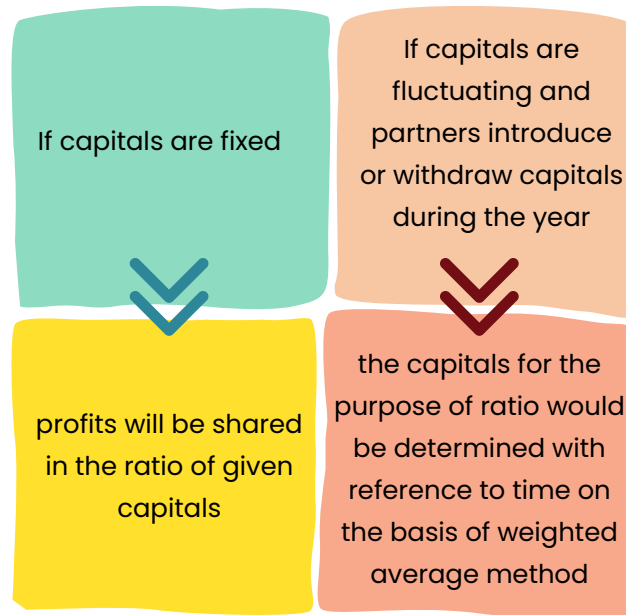 If capitals are fixed
If capitals are
fluctuating and
partners introduce
or withdraw capitals
during the year
profits will be shared
in the ratio of given
capitals
the capitals for the
purpose of ratio would
be determined with
reference to time on
the basis of weighted
average method